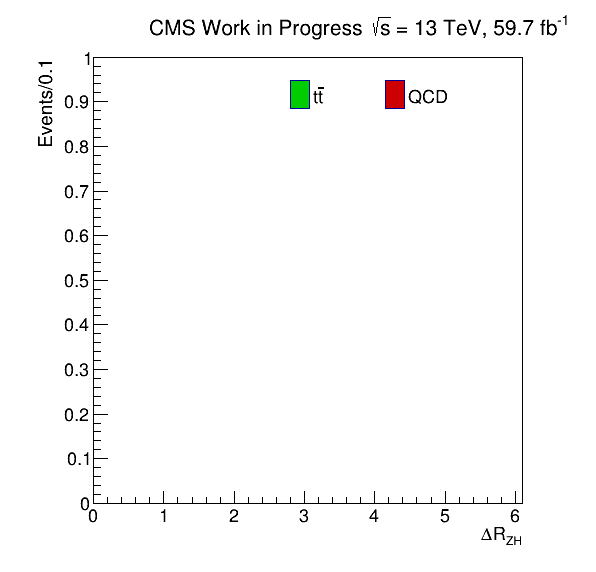 CMS Work in Progress √s = 13 TeV, 59.7 fb⁻¹
Events/0.1
1
0.9
0.8
0.7
0.6
0.5
0.4
0.3
0.2
0.1
0
tt̄ QCD
0 1 2 3 4 5 6
ΔR_ZH